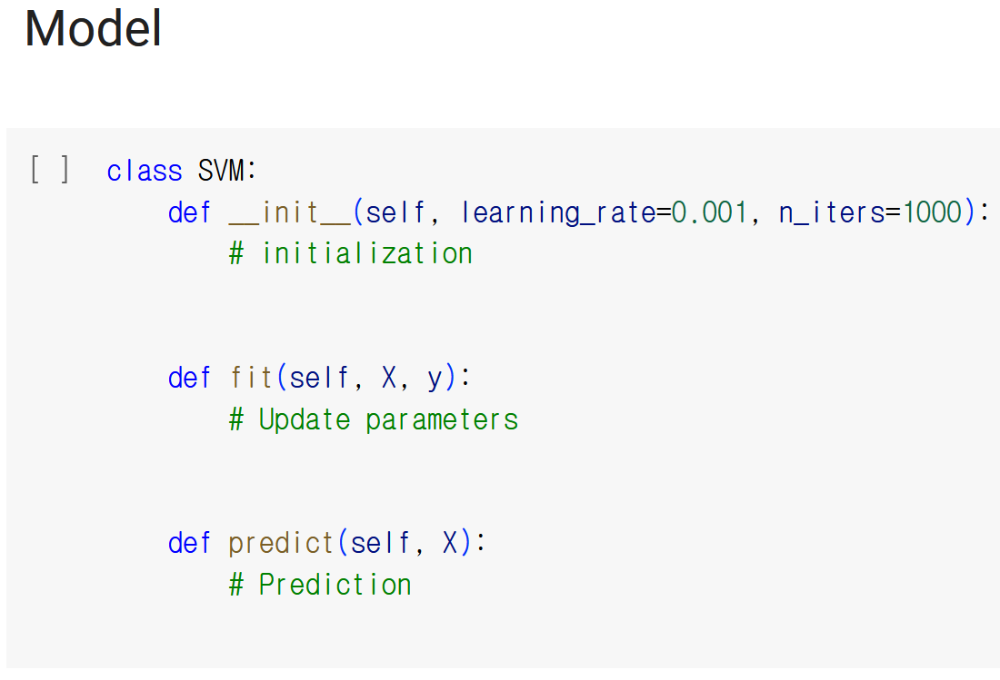 Model
[ ] class SVM:
def __init__(self, learning_rate=0.001, n_iters=1000):
# initialization
def fit(self, X, y):
# Update parameters
def predict(self, X):
# Prediction